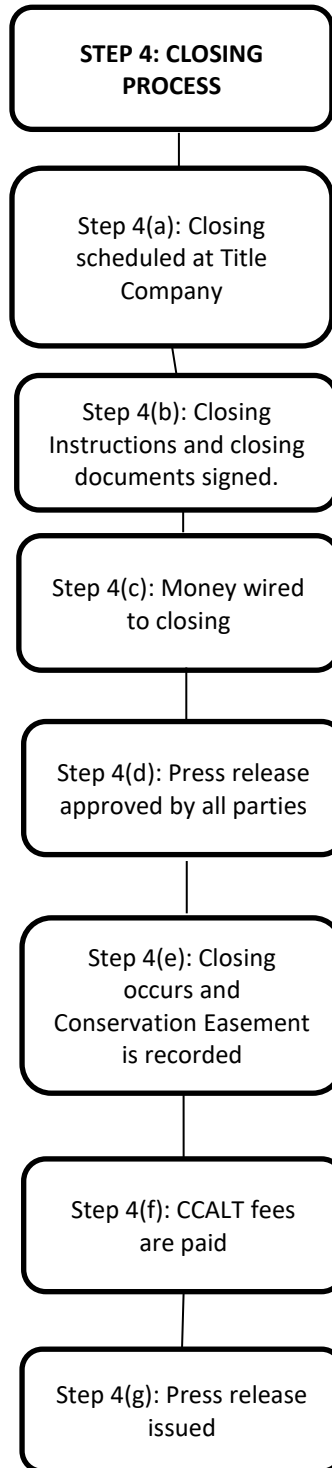 STEP 4: CLOSING
PROCESS
Step 4(a): Closing
scheduled at Title
Company
Step 4(b): Closing
Instructions and closing
documents signed.
Step 4(c): Money wired
to closing
Step 4(d): Press release
approved by all parties
Step 4(e): Closing
occurs and
Conservation Easement
is recorded
Step 4(f): CCALT fees
are paid
Step 4(g): Press release
issued